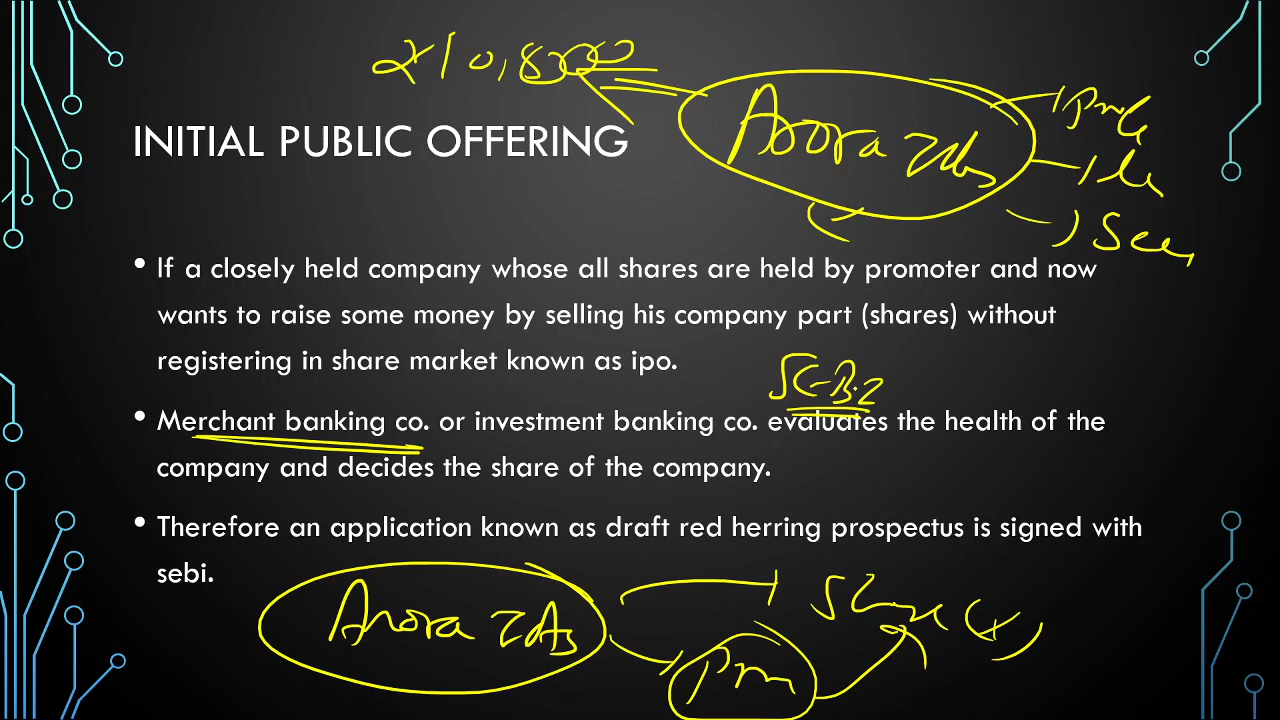 INITIAL PUBLIC OFFERING
Arora
• If a closely held company whose all shares are held by promoter and now
wants to raise some money by selling his company part (shares) without
registering in share market known as ipo.
• Merchant banking co. or investment banking co. evaluates the health of the
company and decides the share of the company.
• Therefore an application known as draft red herring prospectus is signed with
sebi.
Arora